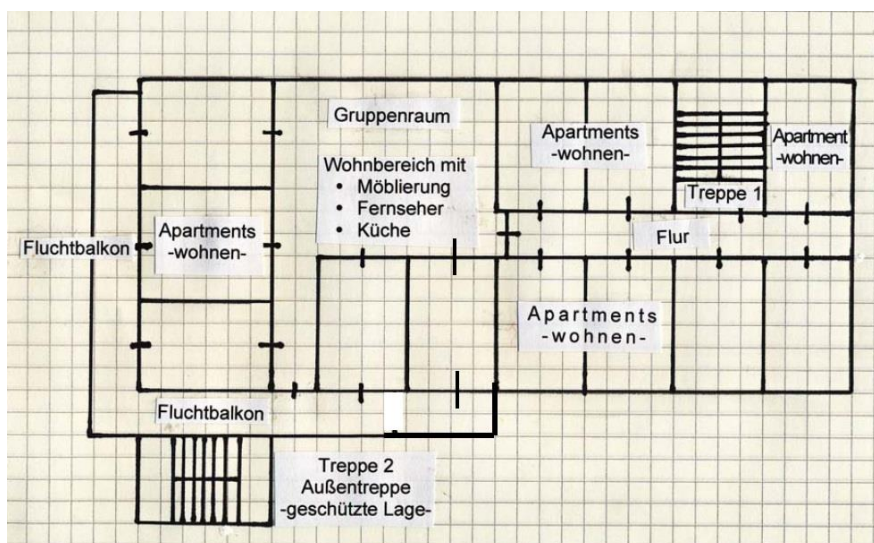 Gruppenraum
Apartments
-wohnen-
Apartment
-wohnen-
Wohnbereich mit
• Möblierung
• Fernseher
• Küche
Treppe 1
Fluchtbalkon
Apartments
-wohnen-
Flur
Apartments
-wohnen-
Fluchtbalkon
Treppe 2
Außentreppe
-geschützte Lage-